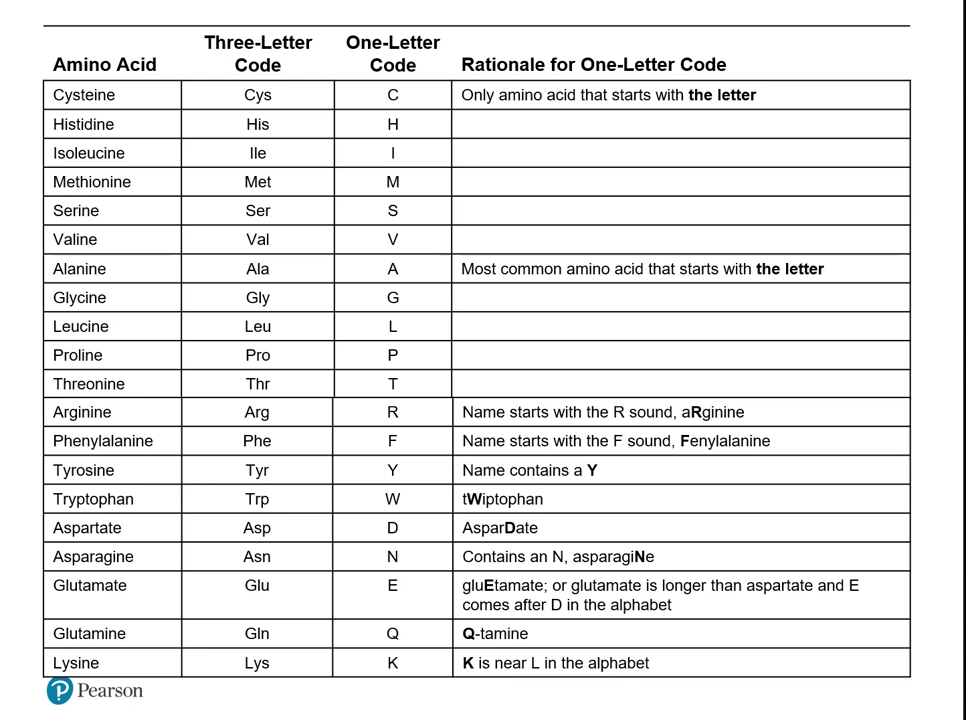 Amino Acid Three-Letter Code One-Letter Code Rationale for One-Letter Code
Cysteine Cys C Only amino acid that starts with the letter
Histidine His H
Isoleucine Ile I
Methionine Met M
Serine Ser S
Valine Val V
Alanine Ala A Most common amino acid that starts with the letter
Glycine Gly G
Leucine Leu L
Proline Pro P
Threonine Thr T
Arginine Arg R Name starts with the R sound, aRginine
Phenylalanine Phe F Name starts with the F sound, Fenylalanine
Tyrosine Tyr Y Name contains a Y
Tryptophan Trp W tWiptophan
Aspartate Asp D AsparDate
Asparagine Asn N Contains an N, asparagiNe
Glutamate Glu E gluEtamate; or glutamate is longer than aspartate and E
comes after D in the alphabet
Glutamine Gln Q Q-tamine
Lysine Lys K K is near L in the alphabet
P Pearson